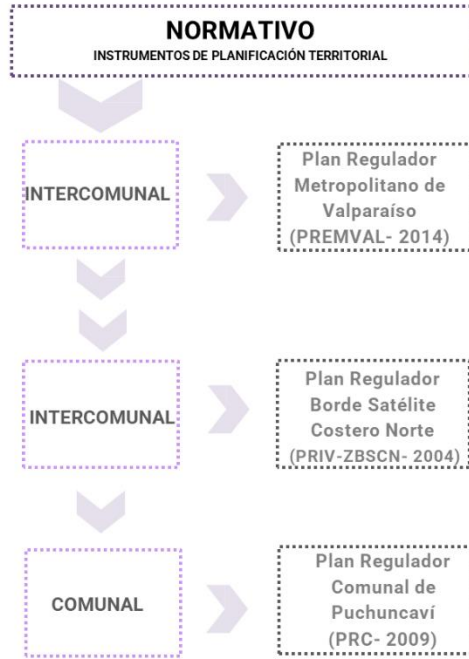 NORMATIVO
INSTRUMENTOS DE PLANIFICACIÓN TERRITORIAL
INTERCOMUNAL
Plan Regulador
Metropolitano de
Valparaíso
(PREMVAL- 2014)
INTERCOMUNAL
Plan Regulador
Borde Satélite
Costero Norte
(PRIV-ZBSCN- 2004)
COMUNAL
Plan Regulador
Comunal de
Puchuncaví
(PRC- 2009)